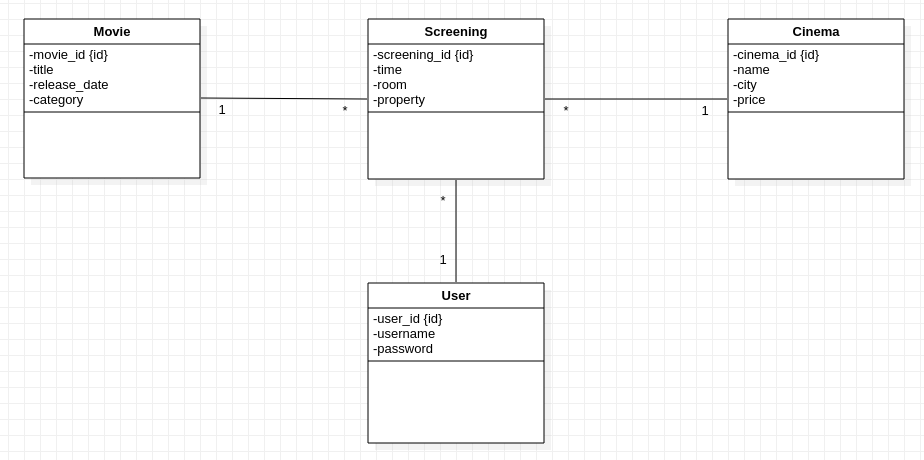 Movie
-movie_id {id}
-title
-release_date
-category
1
*
Screening
-screening_id {id}
-time
-room
-property
*
1
Cinema
-cinema_id {id}
-name
-city
-price
*
1
User
-user_id {id}
-username
-password